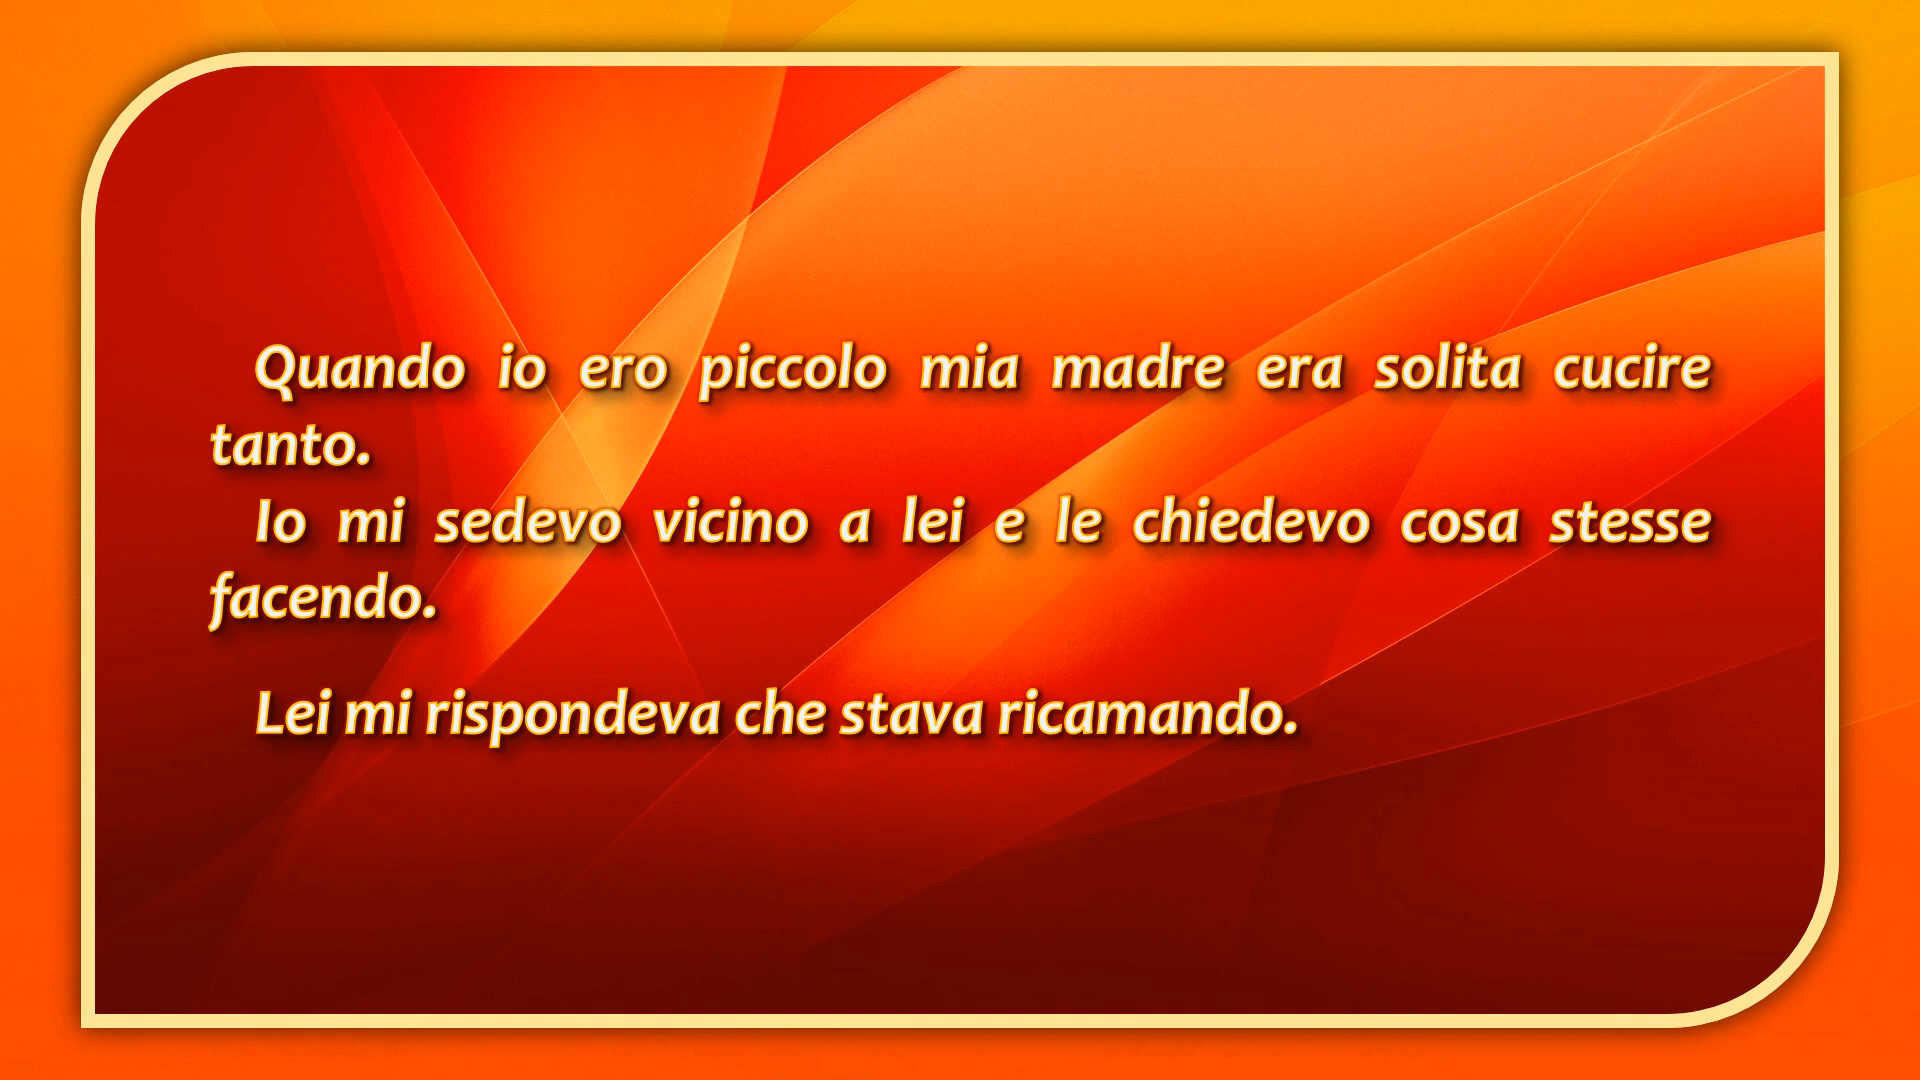 Quando io ero piccolo mia madre era solita cucire
tanto.
Io mi sedevo vicino a lei e le chiedevo cosa stesse
facendo.
Lei mi rispondeva che stava ricamando.